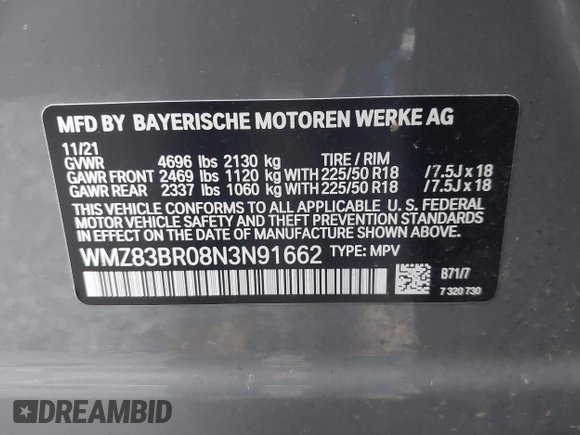 MFD BY BAYERISCHE MOTOREN WERKE AG
11/21
GVWR 4696 lbs 2130 kg TIRE / RIM
GAWR FRONT 2469 lbs 1120 kg WITH 225/50 R18 /7.5J x 18
GAWR REAR 2337 lbs 1060 kg WITH 225/50 R18 /7.5J x 18
THIS VEHICLE CONFORMS TO ALL APPLICABLE U. S. FEDERAL
MOTOR VEHICLE SAFETY AND THEFT PREVENTION STANDARDS
IN EFFECT ON THE DATE OF MANUFACTURE SHOWN ABOVE.
WMZ83BR08N3N91662 TYPE: MPV
B71/7
7 320 730
DREAMBID